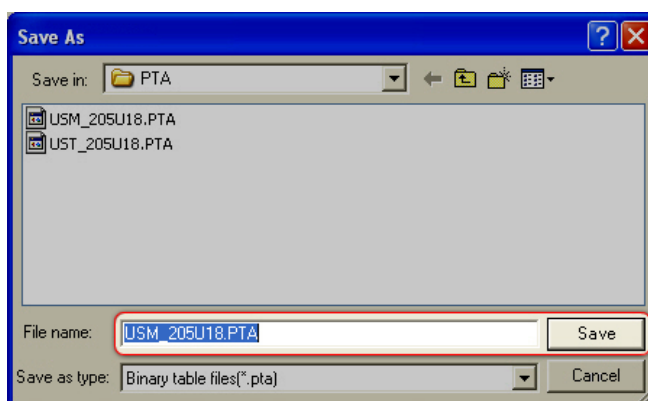 Save As
Save in: PTA
USM_205U18.PTA
UST_205U18.PTA
File name: USM_205U18.PTA Save
Save as type: Binary table files(*.pta) Cancel